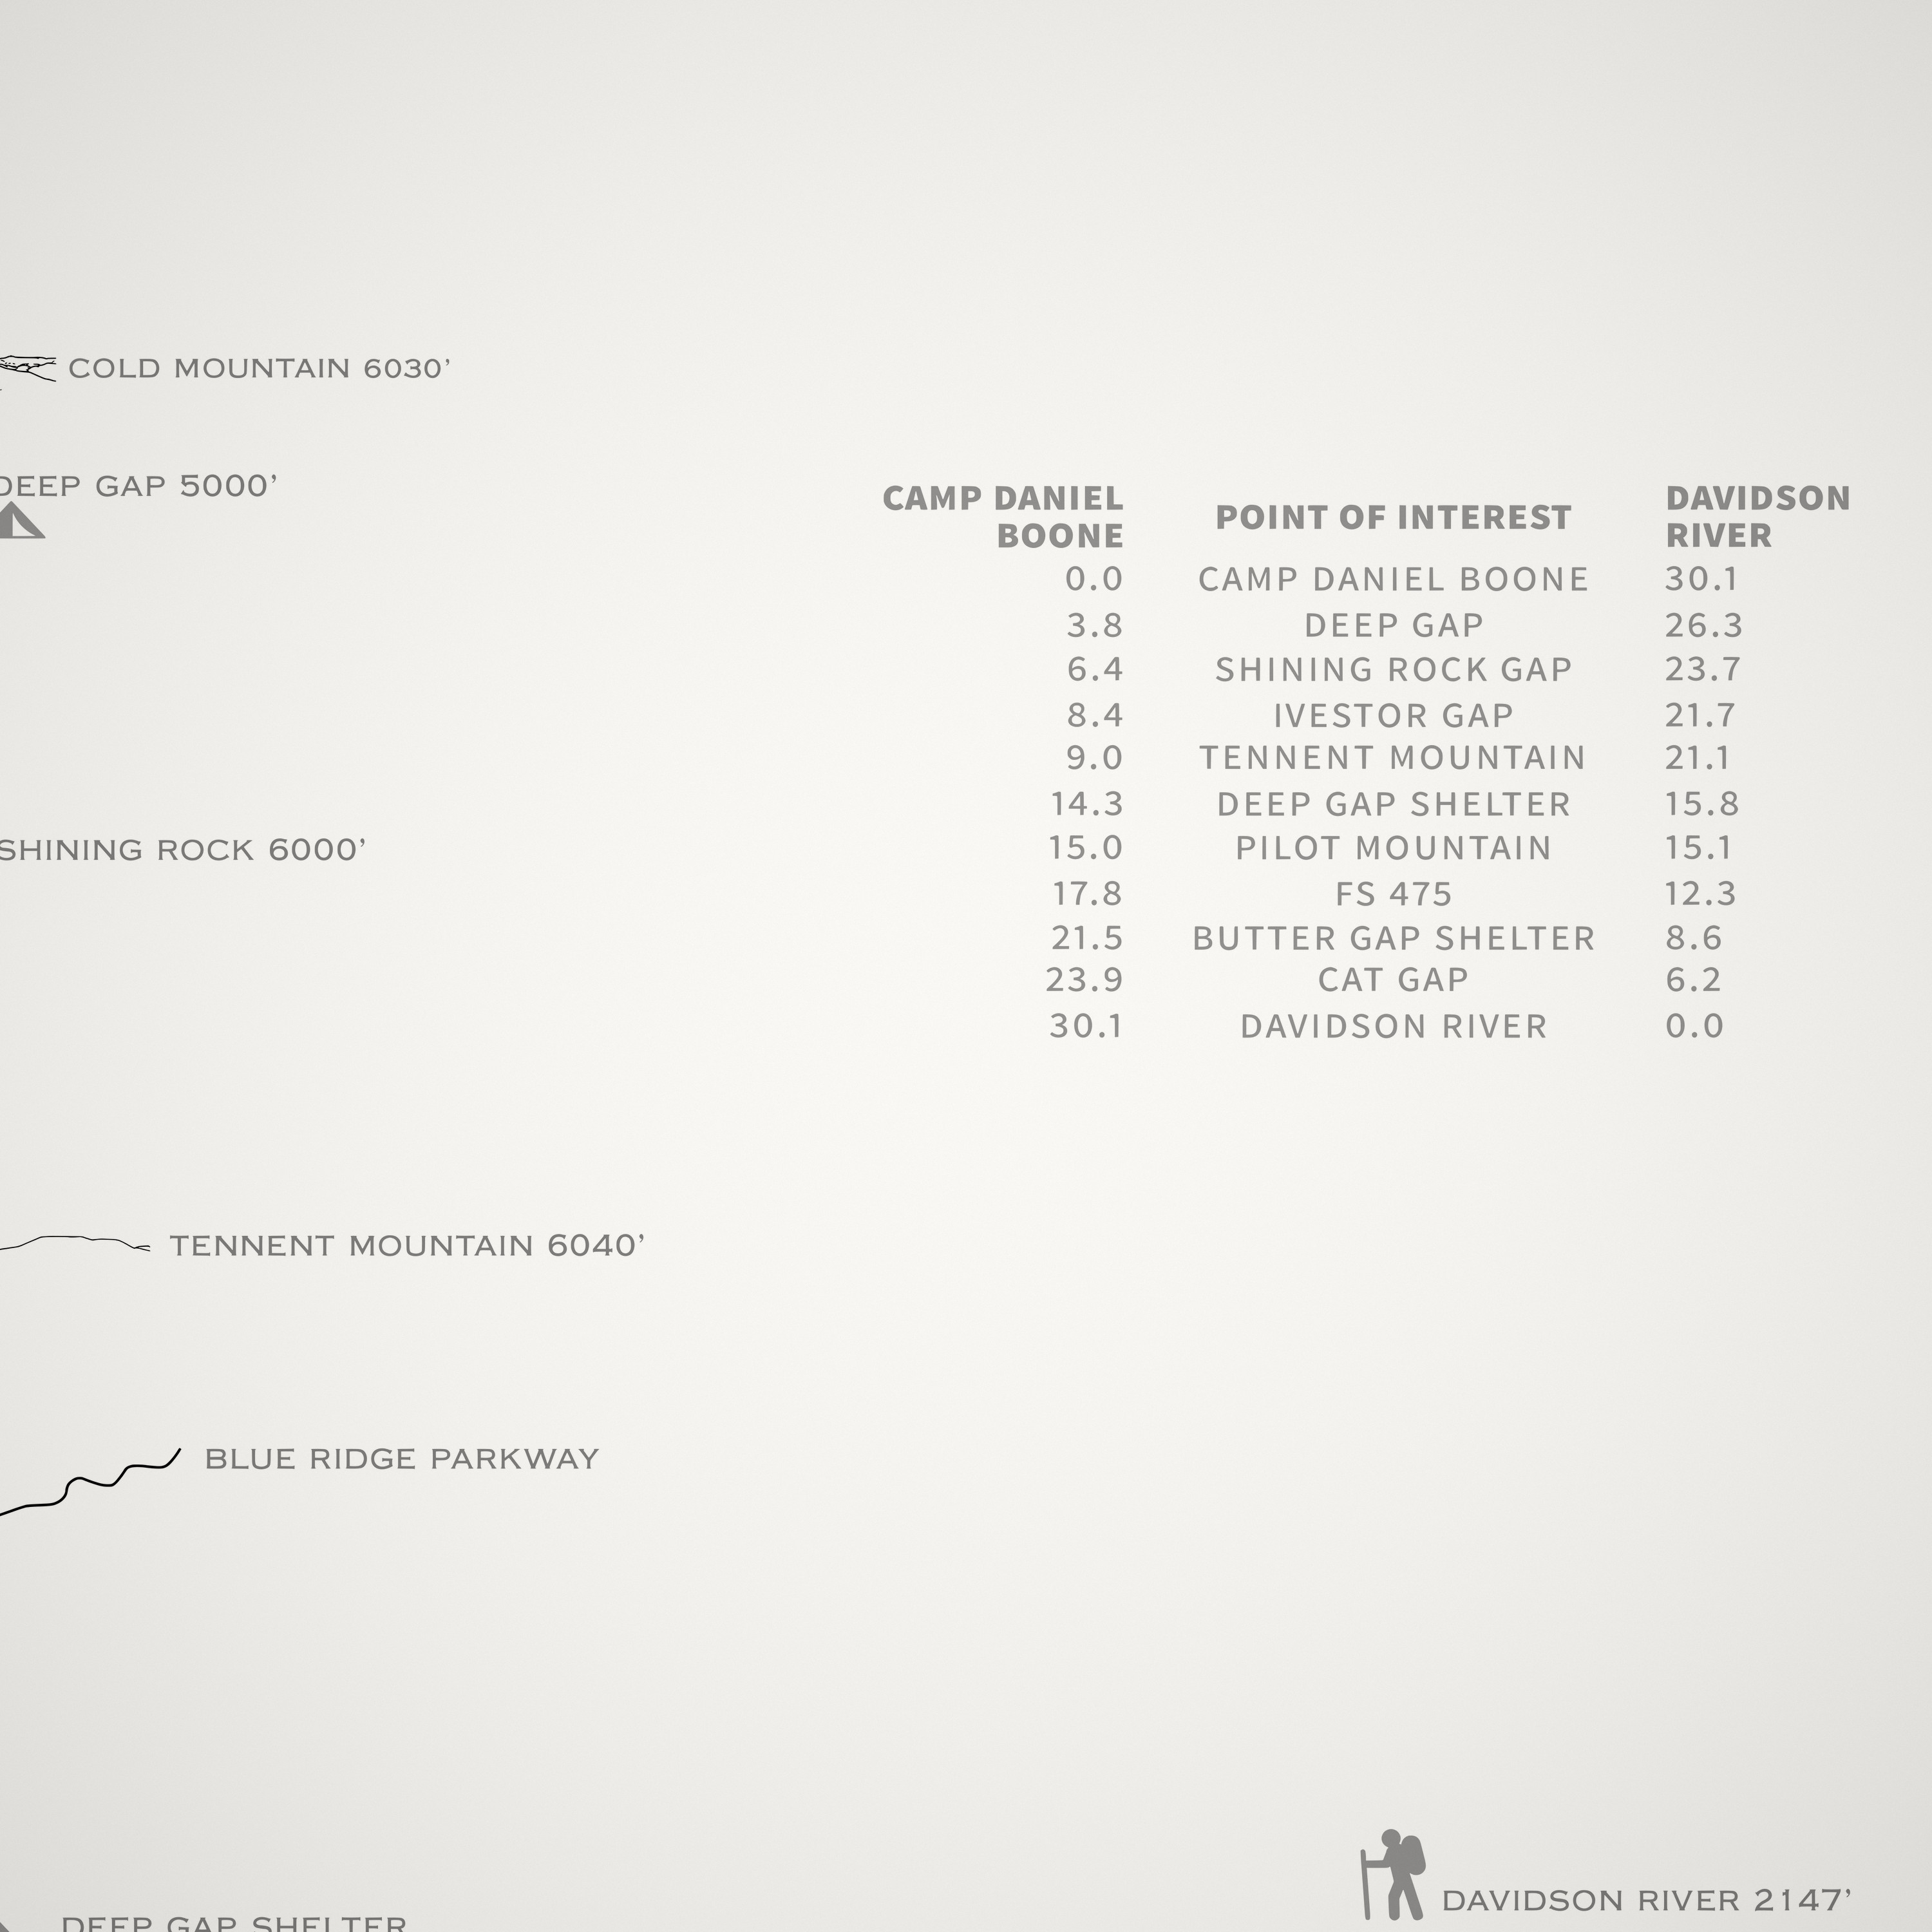 COLD MOUNTAIN 6030’
DEEP GAP 5000’
CAMP DANIEL BOONE POINT OF INTEREST DAVIDSON RIVER
0.0 CAMP DANIEL BOONE 30.1
3.8 DEEP GAP 26.3
6.4 SHINING ROCK GAP 23.7
8.4 IVESTOR GAP 21.7
9.0 TENNENT MOUNTAIN 21.1
14.3 DEEP GAP SHELTER 15.8
15.0 PILOT MOUNTAIN 15.1
17.8 FS 475 12.3
21.5 BUTTER GAP SHELTER 8.6
23.9 CAT GAP 6.2
30.1 DAVIDSON RIVER 0.0
SHINING ROCK 6000’
TENNENT MOUNTAIN 6040’
BLUE RIDGE PARKWAY
DAVIDSON RIVER 2147’
DEEP GAP SHELTER